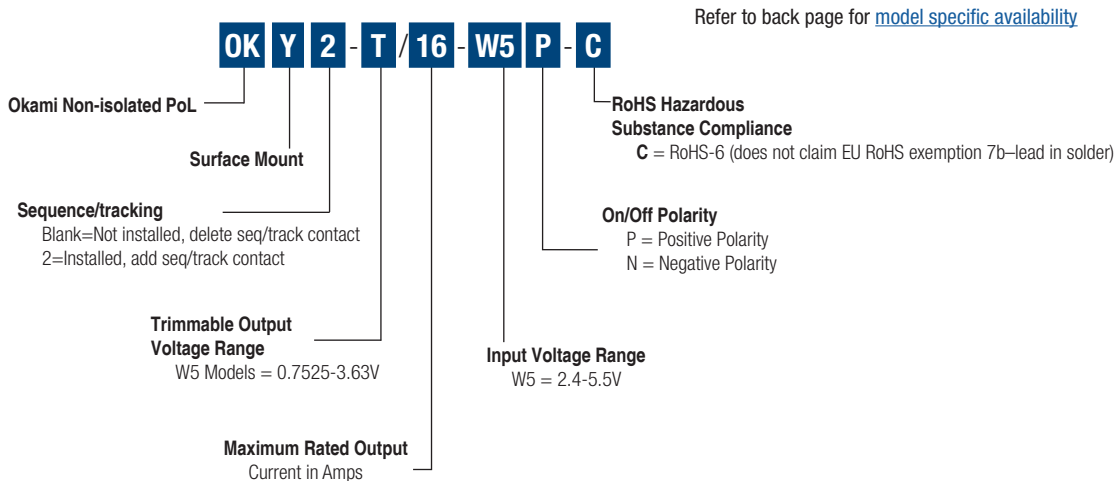 Refer to back page for model specific availability
OK Y 2 - T / 16 - W5 P - C
Okami Non-isolated PoL
Surface Mount
Sequence/tracking
Blank=Not installed, delete seq/track contact
2=Installed, add seq/track contact
Trimmable Output
Voltage Range
W5 Models = 0.7525-3.63V
Maximum Rated Output
Current in Amps
Input Voltage Range
W5 = 2.4-5.5V
On/Off Polarity
P = Positive Polarity
N = Negative Polarity
RoHS Hazardous
Substance Compliance
C = RoHS-6 (does not claim EU RoHS exemption 7b–lead in solder)